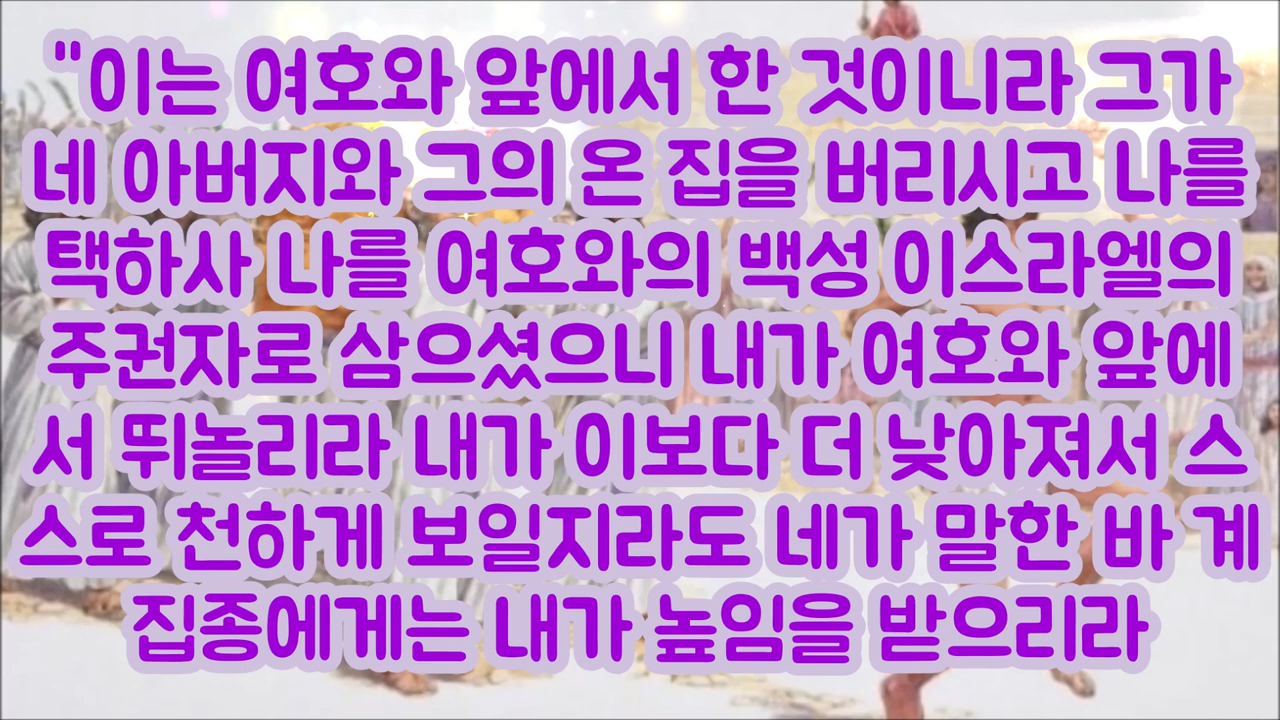 "이는 여호와 앞에서 한 것이니라 그가
네 아버지와 그의 온 집을 버리시고 나를
택하사 나를 여호와의 백성 이스라엘의
주권자로 삼으셨으니 내가 여호와 앞에
서 뛰놀리라 내가 이보다 더 낮아져서 스
스로 천하게 보일지라도 네가 말한 바 계
집종에게는 내가 높임을 받으리라